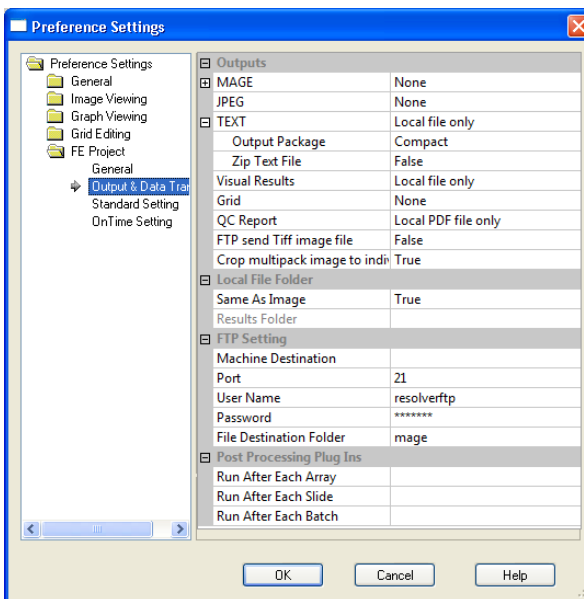 Preference Settings
Preference Settings
General
Image Viewing
Graph Viewing
Grid Editing
FE Project
General
Output & Data Tran
Standard Setting
OnTime Setting
Outputs
MAGE None
JPEG None
TEXT Local file only
Output Package Compact
Zip Text File False
Visual Results Local file only
Grid None
QC Report Local PDF file only
FTP send Tiff image file False
Crop multipack image to indiv True
Local File Folder
Same As Image True
Results Folder
FTP Setting
Machine Destination
Port 21
User Name resolverftp
Password *******
File Destination Folder mage
Post Processing Plug Ins
Run After Each Array
Run After Each Slide
Run After Each Batch
OK Cancel Help